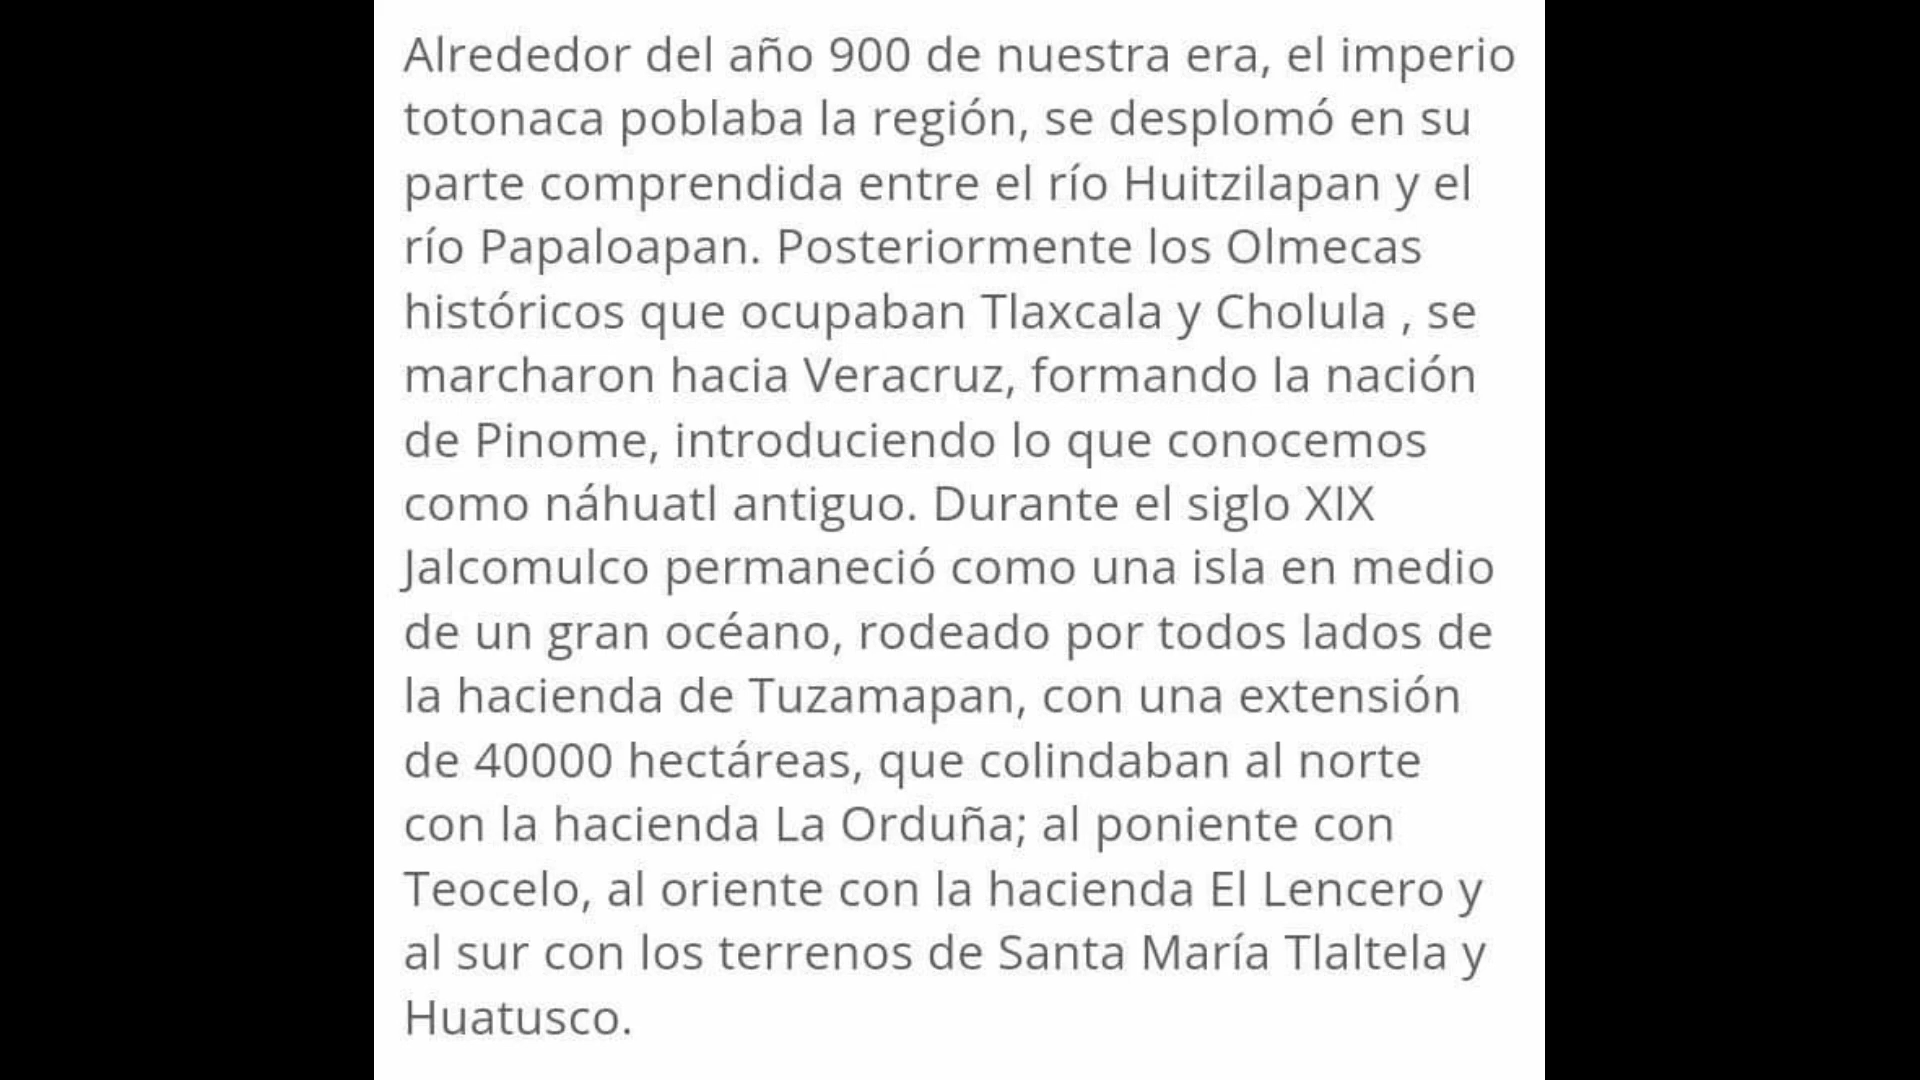 Alrededor del año 900 de nuestra era, el imperio
totonaca poblaba la región, se desplomó en su
parte comprendida entre el río Huitzilapan y el
río Papaloapan. Posteriormente los Olmecas
históricos que ocupaban Tlaxcala y Cholula , se
marcharon hacia Veracruz, formando la nación
de Pinome, introduciendo lo que conocemos
como náhuatl antiguo. Durante el siglo XIX
Jalcomulco permaneció como una isla en medio
de un gran océano, rodeado por todos lados de
la hacienda de Tuzamapan, con una extensión
de 40000 hectáreas, que colindaban al norte
con la hacienda La Orduña; al poniente con
Teocelo, al oriente con la hacienda El Lencero y
al sur con los terrenos de Santa María Tlaltela y
Huatusco.